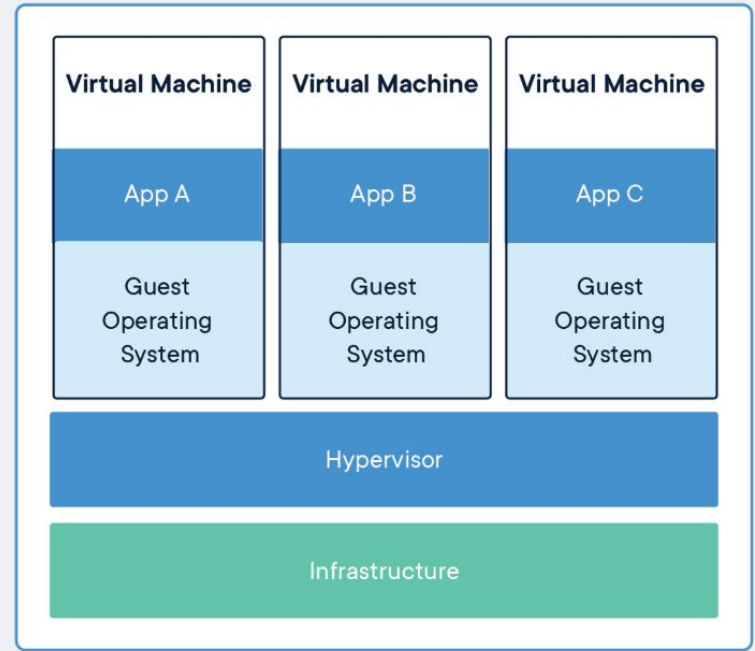 Virtual Machine
Virtual Machine
Virtual Machine
App A
App B
App C
Guest
Operating
System
Guest
Operating
System
Guest
Operating
System
Hypervisor
Infrastructure